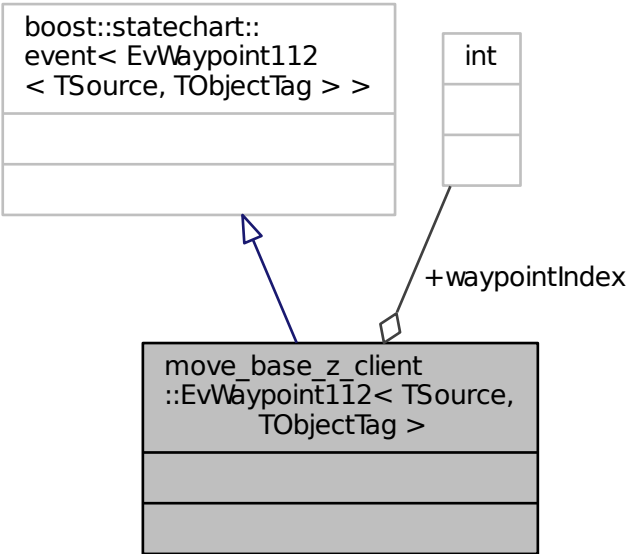 boost::statechart::
event< EvWaypoint112
< TSource, TObjectTag > >
int
+waypointIndex
move_base_z_client
::EvWaypoint112< TSource,
TObjectTag >